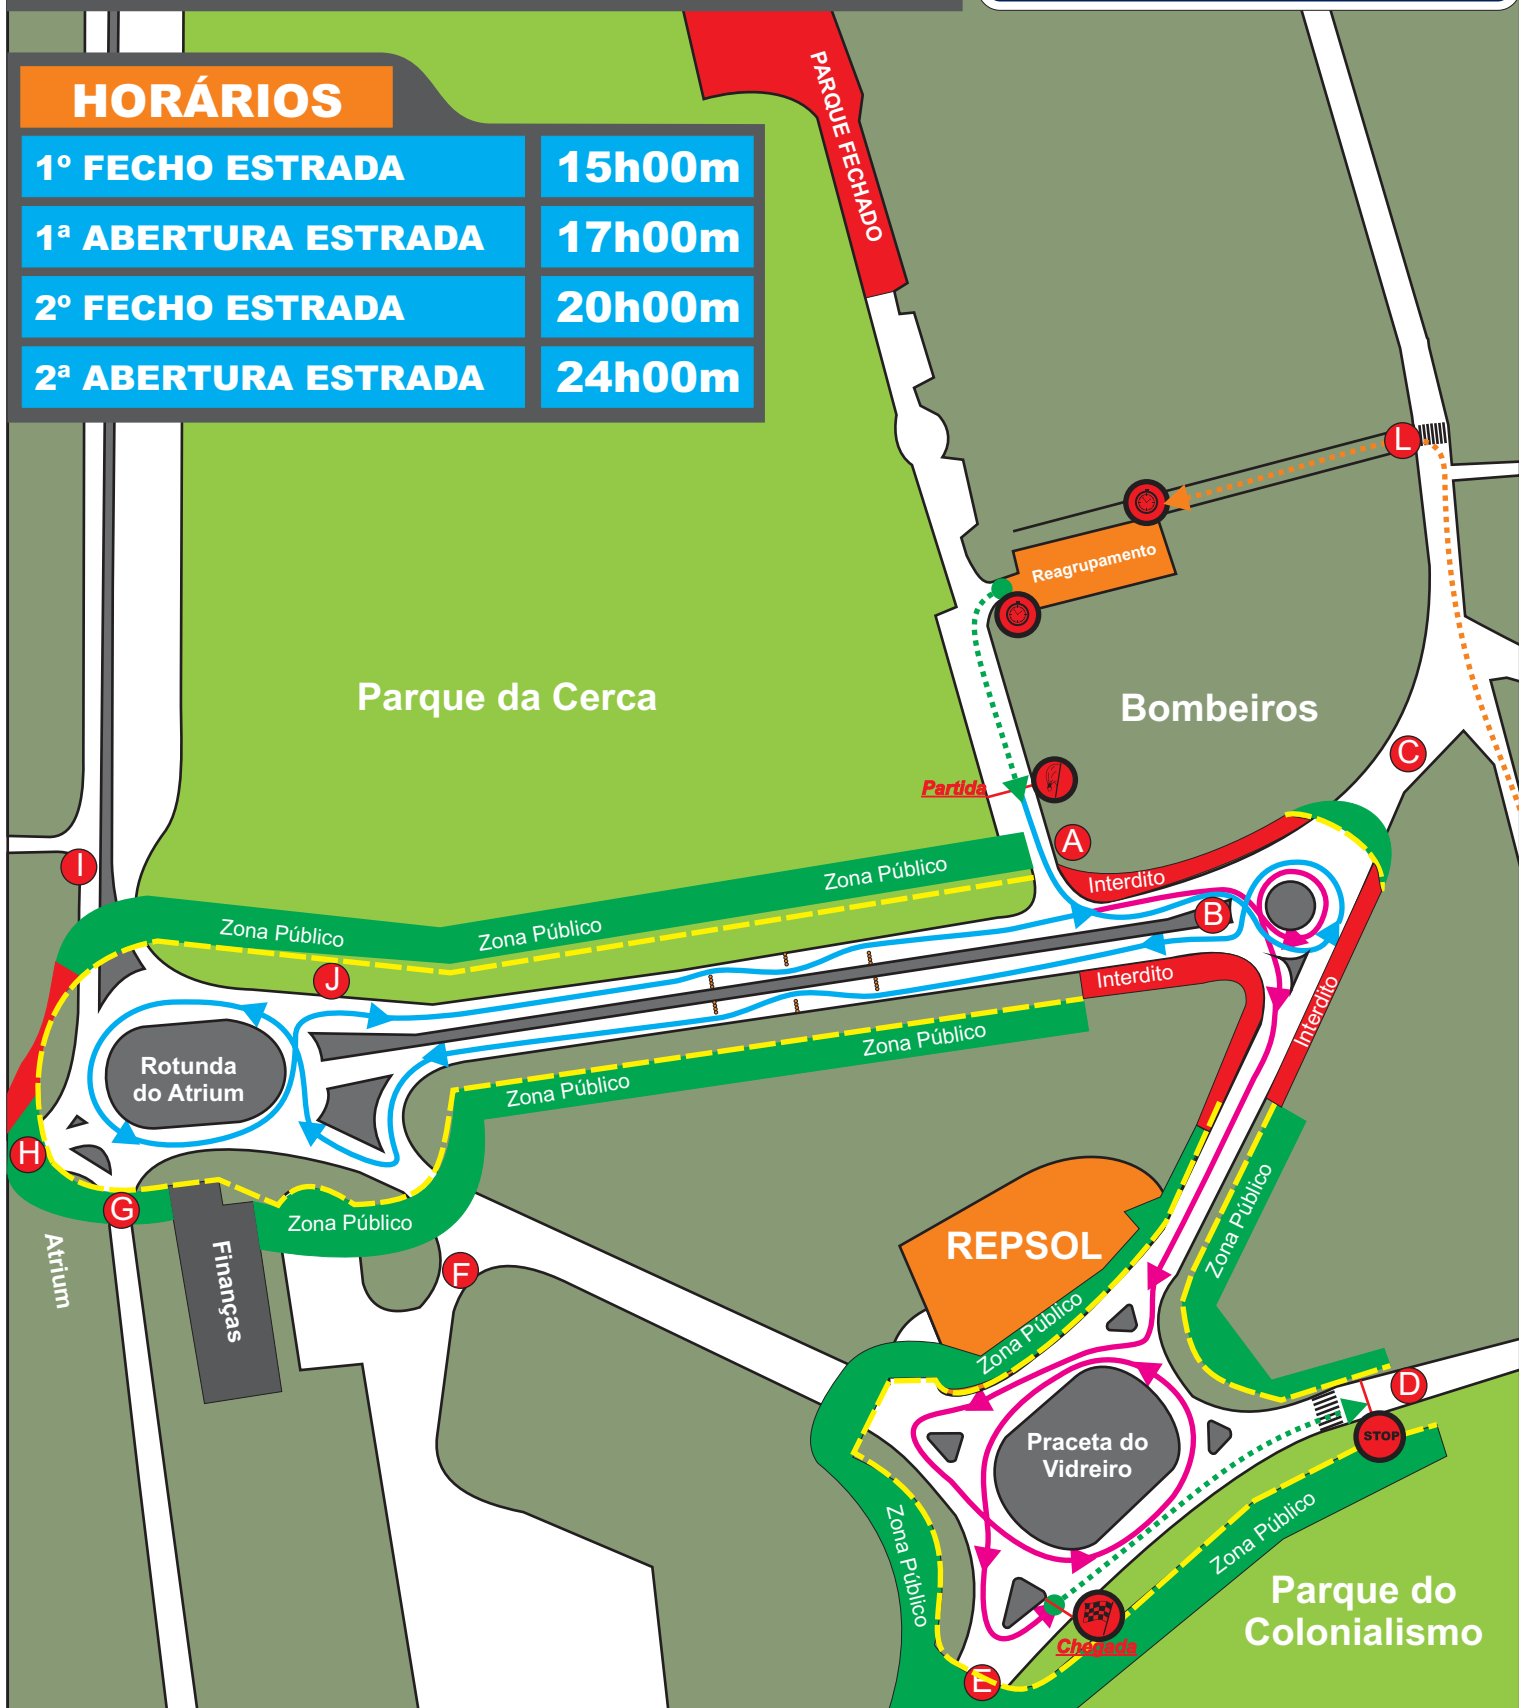 HORÁRIOS
1º FECHO ESTRADA 15h00m
1ª ABERTURA ESTRADA 17h00m
2º FECHO ESTRADA 20h00m
2ª ABERTURA ESTRADA 24h00m
PARQUE FECHADO
L
Reagrupamento
Parque da Cerca
Bombeiros
C
Partida
A
I
Zona Público
Interdito
B
Zona Público
Zona Público
J
Interdito
Interdito
Zona Público
Rotunda
do Atrium
Zona Público
H
G
Zona Público
Zona Público
Atrium
Finanças
F
REPSOL
Zona Público
D
STOP
Praceta do
Vidreiro
Zona Público
Zona Público
Parque do
Colonialismo
Chegada
E